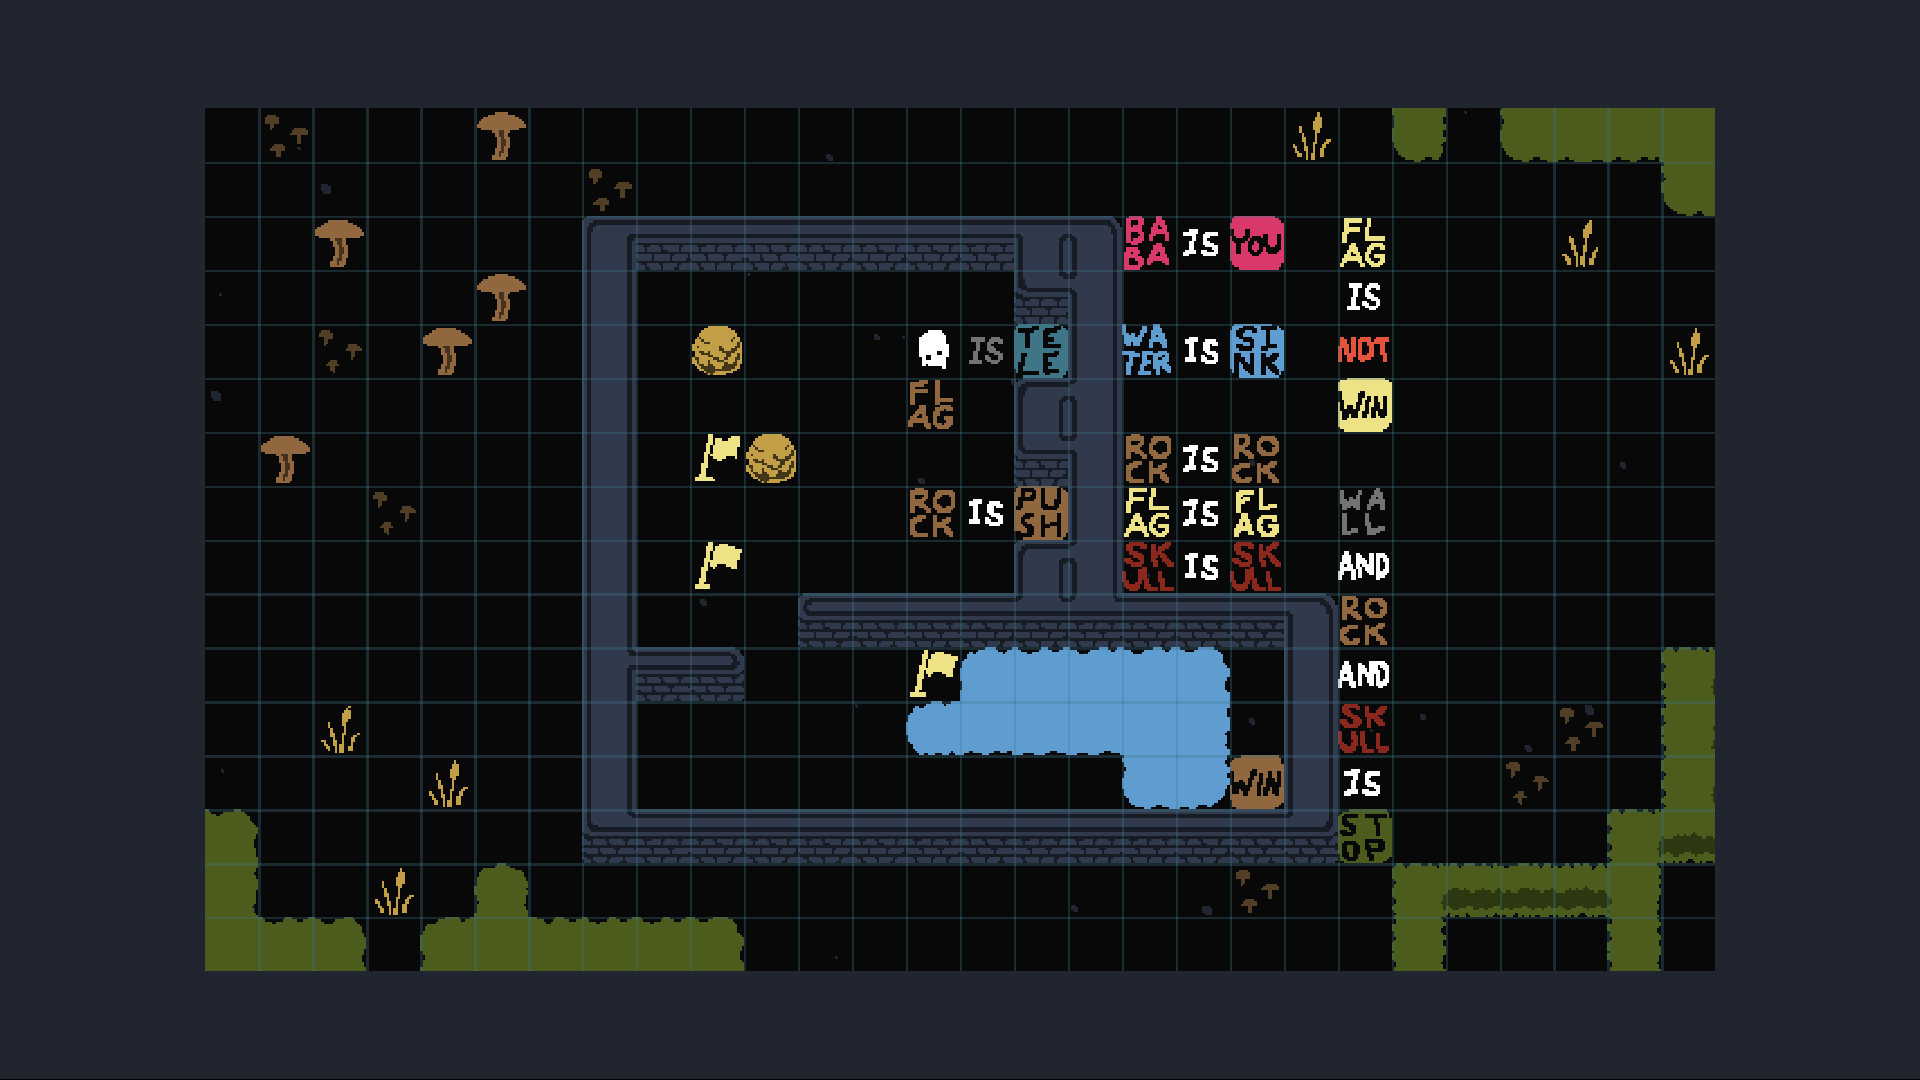 BABA IS YOU FLAG
IS
IS TELE WATER IS SINK NOT
FLAG WIN
ROCK IS ROCK
ROCK IS PUSH FLAG IS FLAG WALL
SKULL IS SKULL AND
ROCK
AND
SKULL
WIN IS
STOP